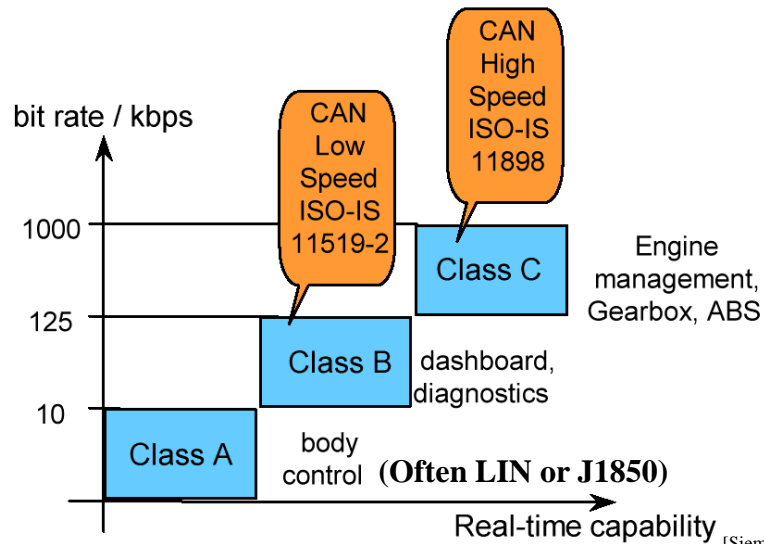 CAN
High
Speed
ISO-IS
11898
CAN
Low
Speed
ISO-IS
11519-2
bit rate / kbps
1000
Class C
Engine
management,
Gearbox, ABS
125
Class B
dashboard,
diagnostics
10
Class A
body
control (Often LIN or J1850)
Real-time capability